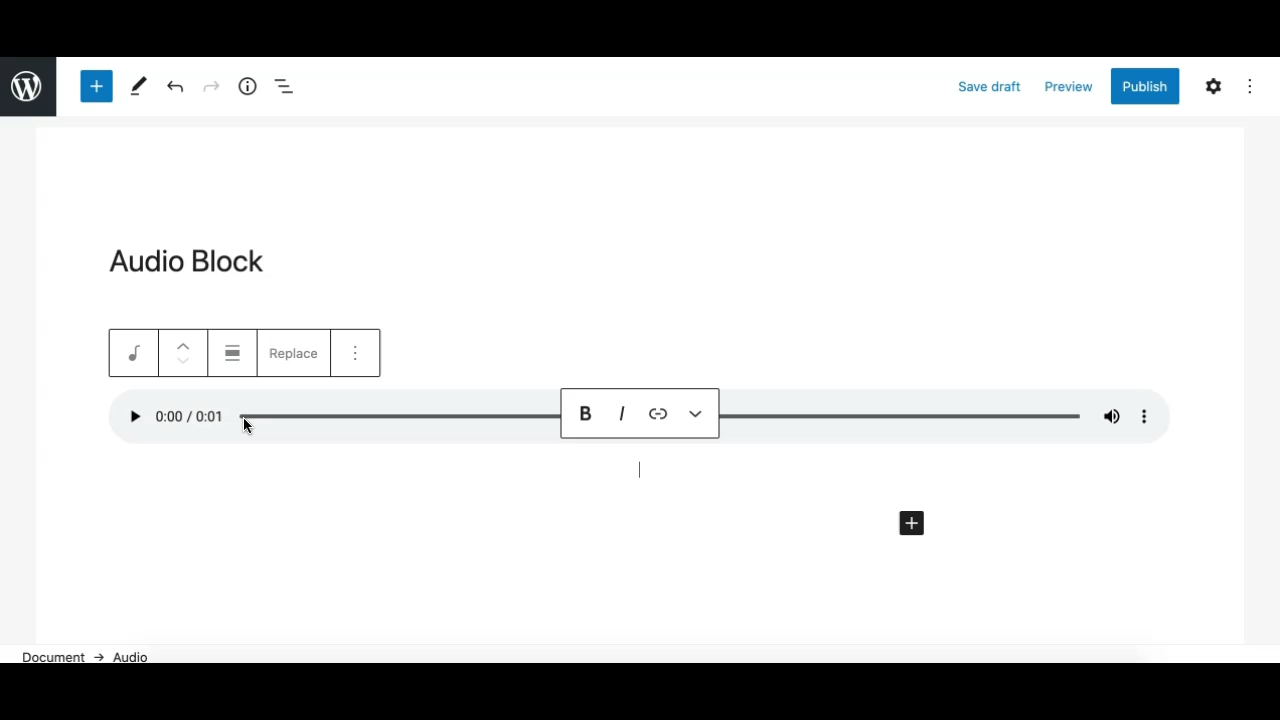 Save draft Preview Publish
Audio Block
Replace
0:00 / 0:01
B I
Document → Audio